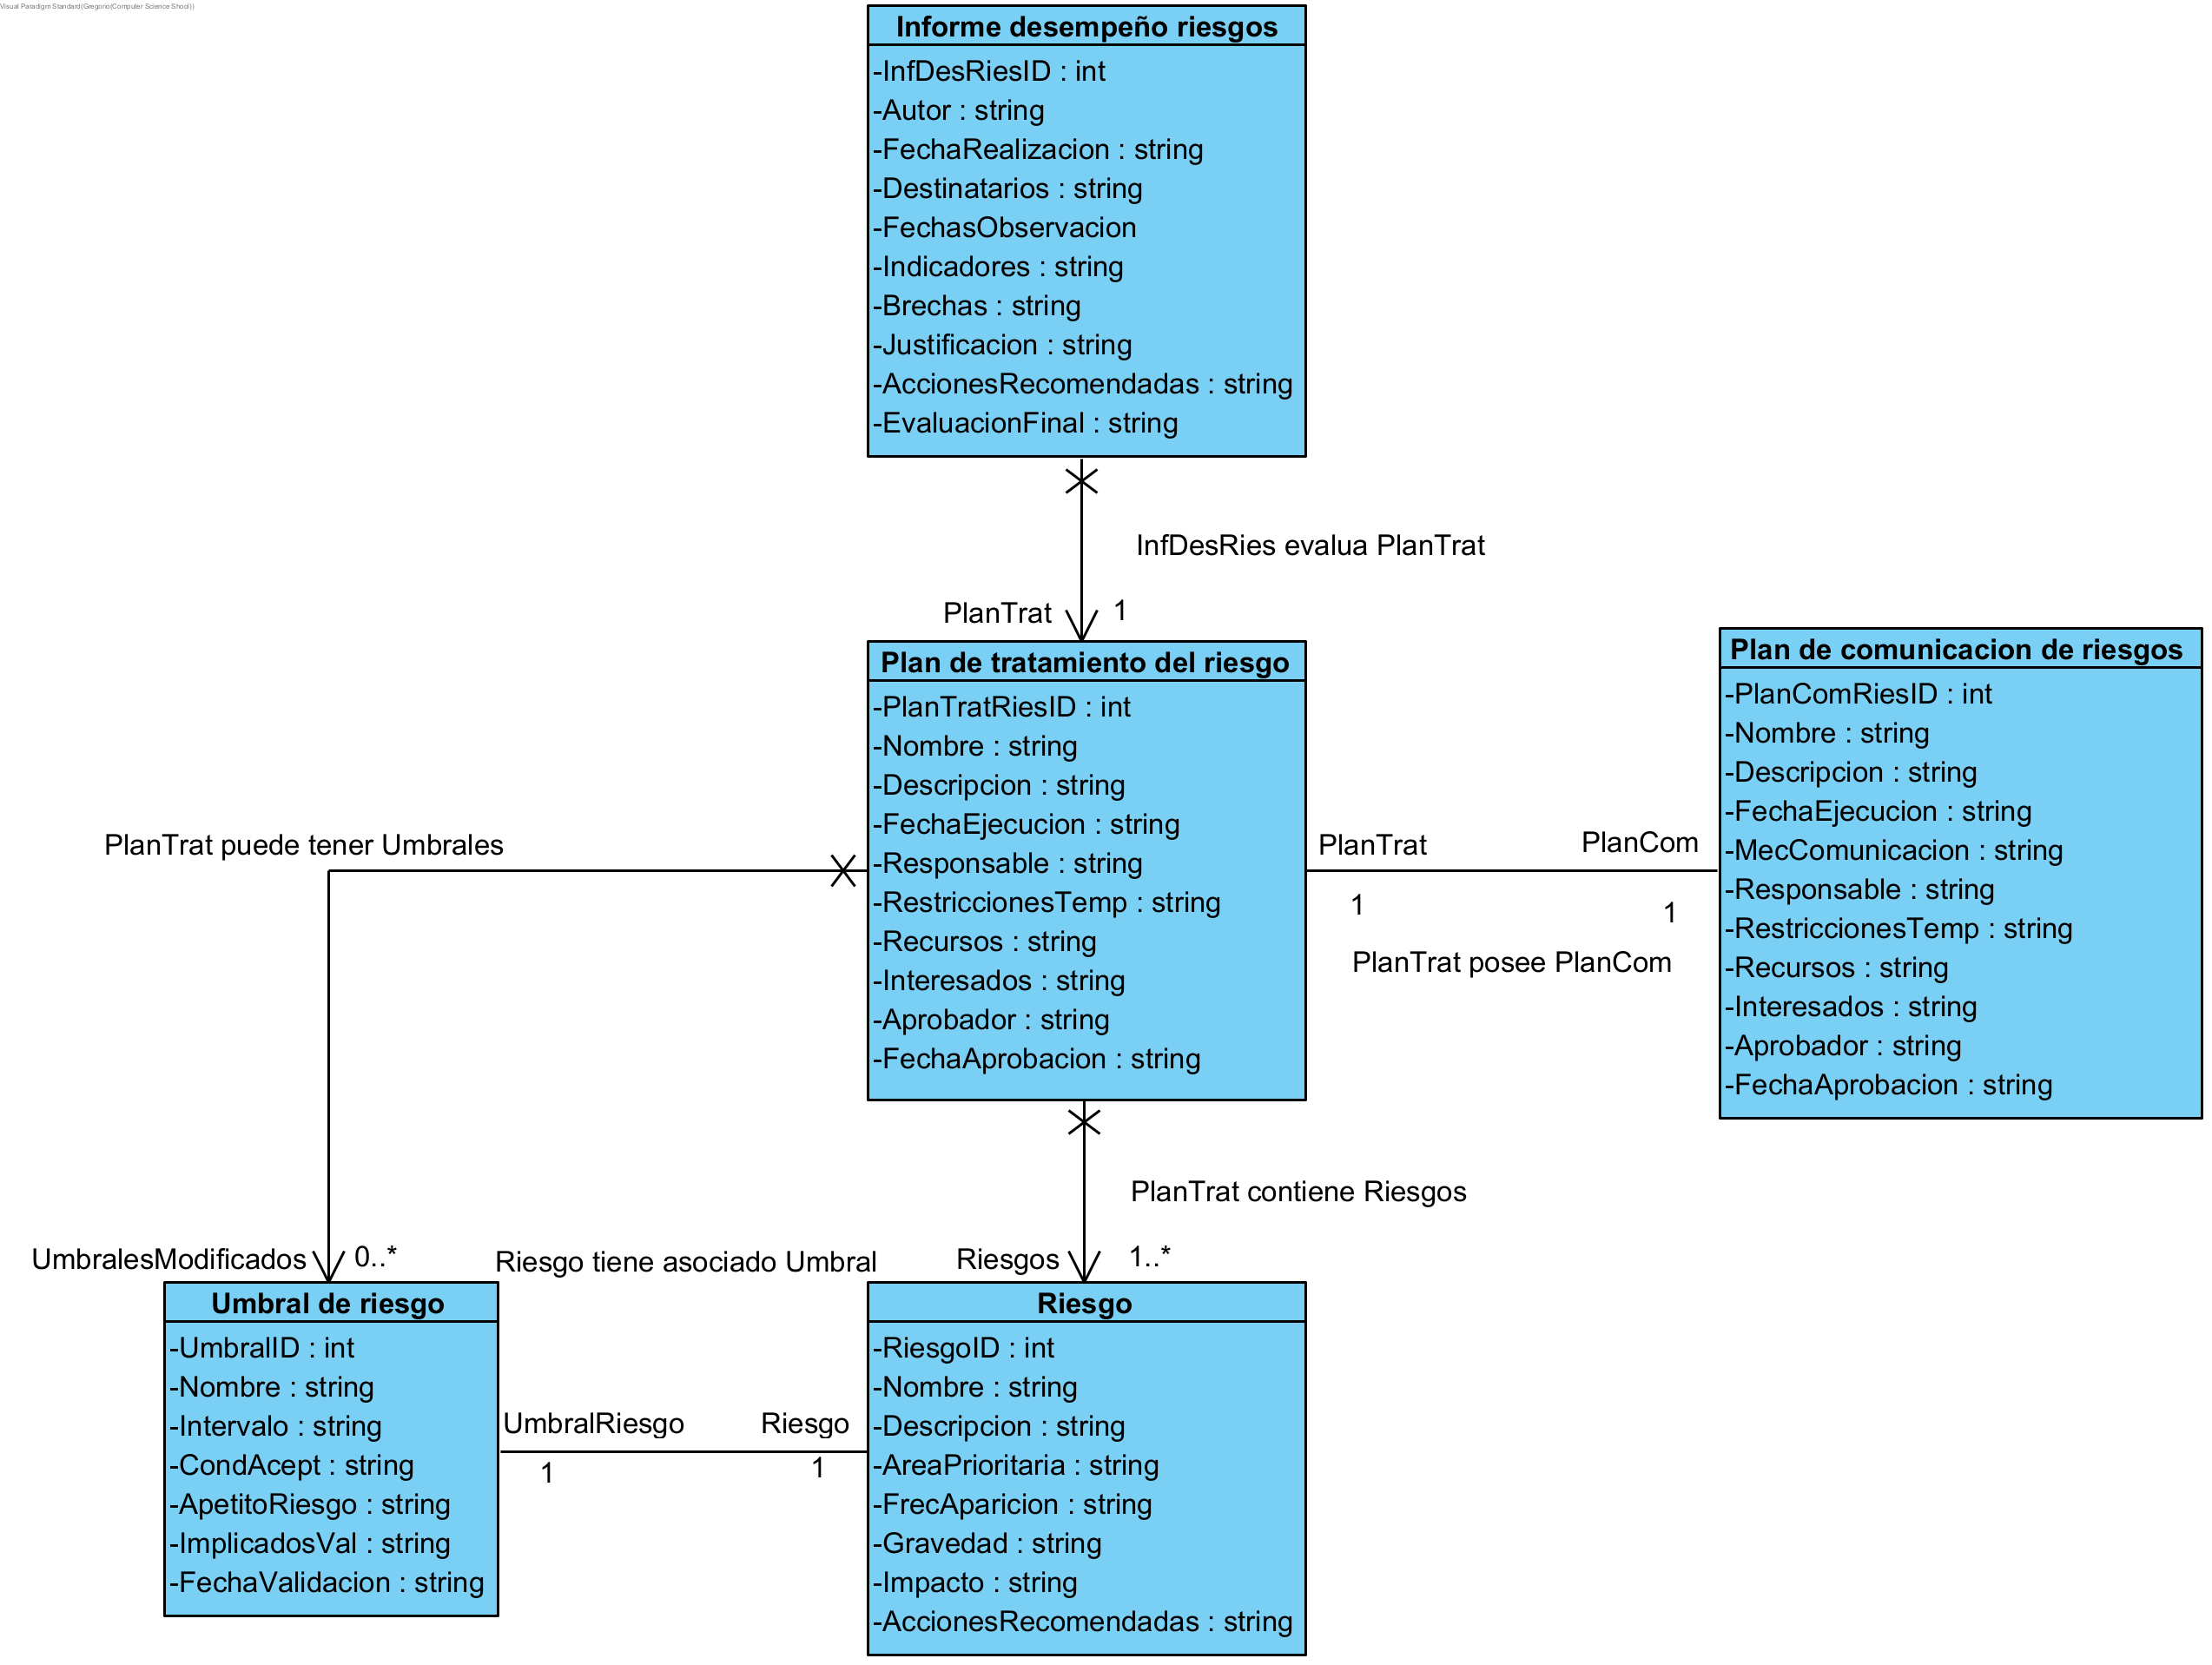 Visual Paradigm Standard(Gregorio(Computer Science Shool))
Informe desempeño riesgos
-InfDesRiesID : int
-Autor : string
-FechaRealizacion : string
-Destinatarios : string
-FechasObservacion
-Indicadores : string
-Brechas : string
-Justificacion : string
-AccionesRecomendadas : string
-EvaluacionFinal : string
InfDesRies evalua PlanTrat
PlanTrat
1
Plan de tratamiento del riesgo
-PlanTratRiesID : int
-Nombre : string
-Descripcion : string
-FechaEjecucion : string
-Responsable : string
-RestriccionesTemp : string
-Recursos : string
-Interesados : string
-Aprobador : string
-FechaAprobacion : string
Plan de comunicacion de riesgos
-PlanComRiesID : int
-Nombre : string
-Descripcion : string
-FechaEjecucion : string
-MecComunicacion : string
-Responsable : string
-RestriccionesTemp : string
-Recursos : string
-Interesados : string
-Aprobador : string
-FechaAprobacion : string
PlanTrat
PlanCom
1
1
PlanTrat posee PlanCom
PlanTrat puede tener Umbrales
PlanTrat contiene Riesgos
UmbralesModificados
0..*
Riesgo tiene asociado Umbral
Riesgos
1..*
Umbral de riesgo
-UmbralID : int
-Nombre : string
-Intervalo : string
-CondAcept : string
-ApetitoRiesgo : string
-ImplicadosVal : string
-FechaValidacion : string
UmbralRiesgo
Riesgo
1
1
Riesgo
-RiesgoID : int
-Nombre : string
-Descripcion : string
-AreaPrioritaria : string
-FrecAparicion : string
-Gravedad : string
-Impacto : string
-AccionesRecomendadas : string